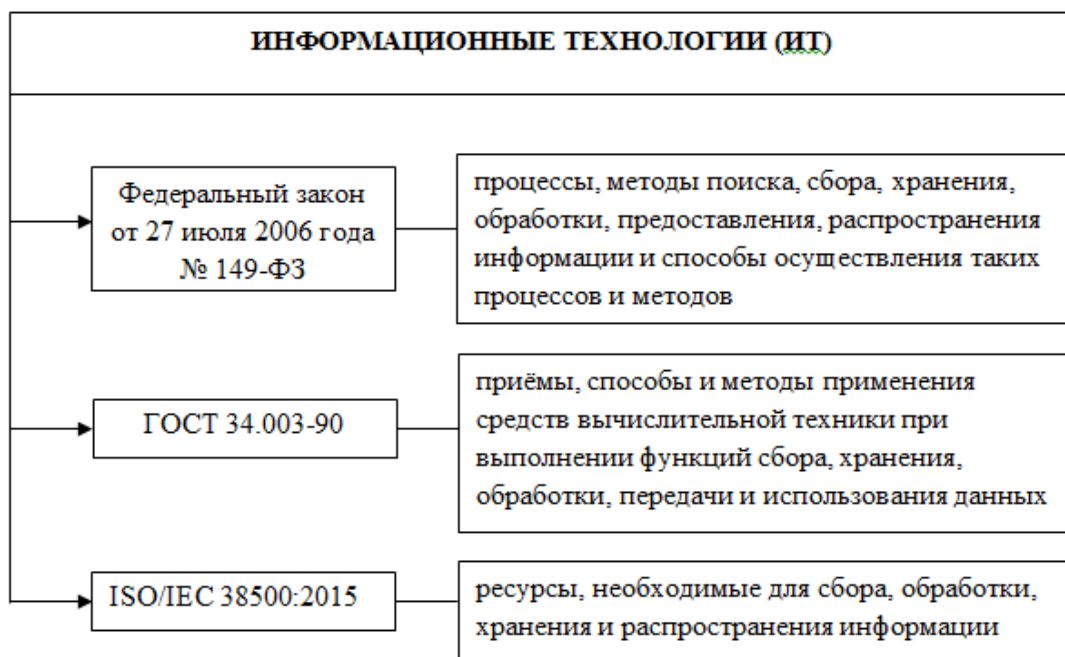 ИНФОРМАЦИОННЫЕ ТЕХНОЛОГИИ (ИТ)
Федеральный закон
от 27 июля 2006 года
№ 149-ФЗ
процессы, методы поиска, сбора, хранения,
обработки, предоставления, распространения
информации и способы осуществления таких
процессов и методов
ГОСТ 34.003-90
приёмы, способы и методы применения
средств вычислительной техники при
выполнении функций сбора, хранения,
обработки, передачи и использования данных
ISO/IEC 38500:2015
ресурсы, необходимые для сбора, обработки,
хранения и распространения информации